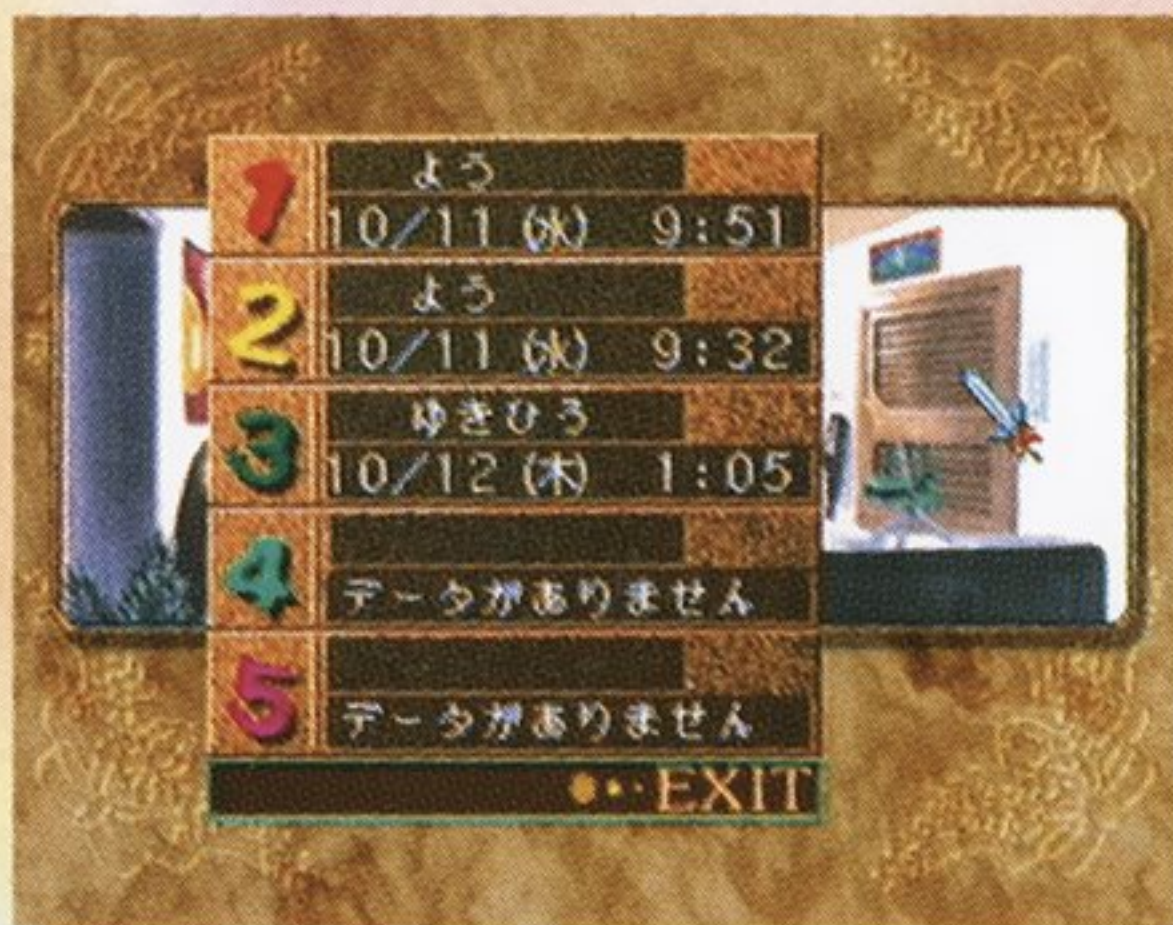 1
よう
10/11 (水) 9:51
2
よう
10/11 (水) 9:32
3
ゆきひろ
10/12 (木) 1:05
4
データがありません
5
データがありません
EXIT